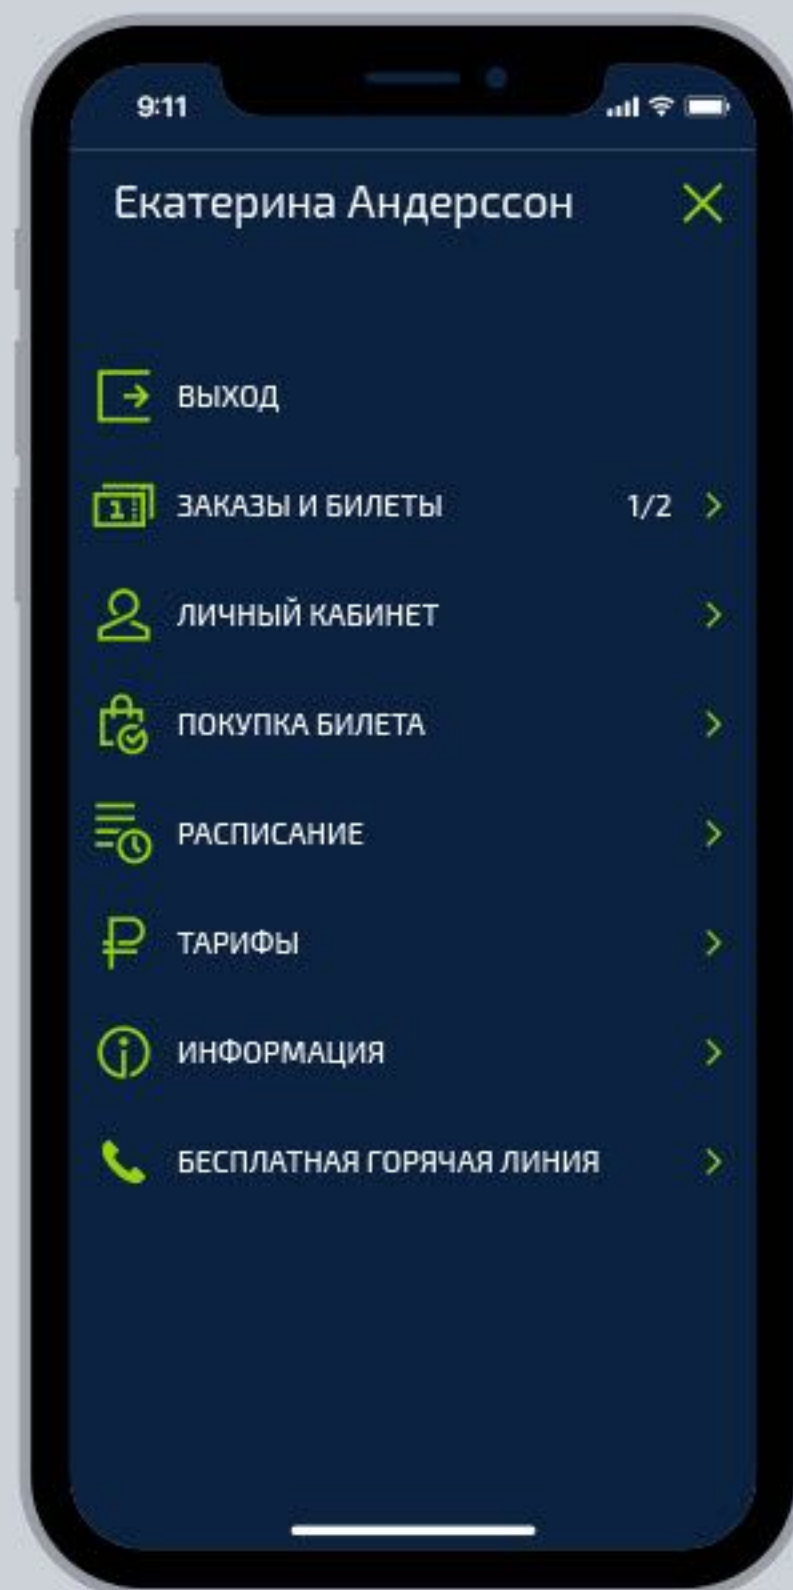 9:11
Екатерина Андерссон
ВЫХОД
ЗАКАЗЫ И БИЛЕТЫ 1/2
ЛИЧНЫЙ КАБИНЕТ
ПОКУПКА БИЛЕТА
РАСПИСАНИЕ
ТАРИФЫ
ИНФОРМАЦИЯ
БЕСПЛАТНАЯ ГОРЯЧАЯ ЛИНИЯ